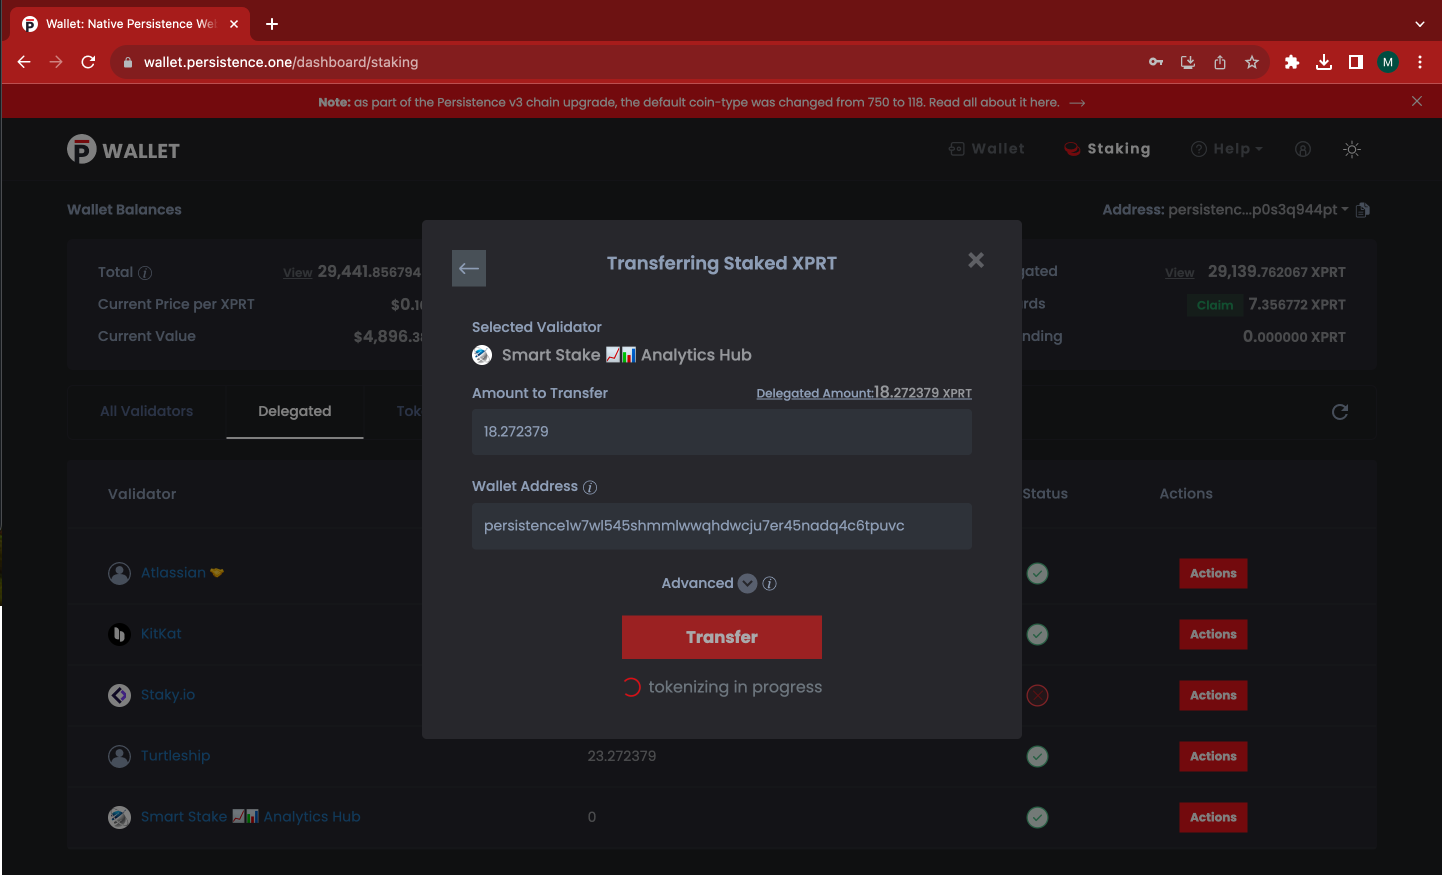 Wallet: Native Persistence We
wallet.persistence.one/dashboard/staking
M
Note: as part of the Persistence v3 chain upgrade, the default coin-type was changed from 750 to 118. Read all about it here. →
WALLET
Wallet
Staking
Help
Wallet Balances
Address: persistenc...p0s3q944pt
Total
View 29,441.856794
Current Price per XPRT
Current Value
$4,896.
gated
View 29,139.762067 XPRT
rds
Claim 7.356772 XPRT
nding
0.000000 XPRT
All Validators
Delegated
Tok
Validator
Status
Actions
Atlassian 🤝
Actions
KitKat
Actions
Staky.io
Actions
Turtleship
23.272379
Actions
Smart Stake 📈📊 Analytics Hub
0
Actions
Transferring Staked XPRT
Selected Validator
Smart Stake 📈📊 Analytics Hub
Amount to Transfer
Delegated Amount:18.272379 XPRT
18.272379
Wallet Address
persistence1w7wl545shmmlwwqhdwcju7er45nadq4c6tpuvc
Advanced
Transfer
tokenizing in progress